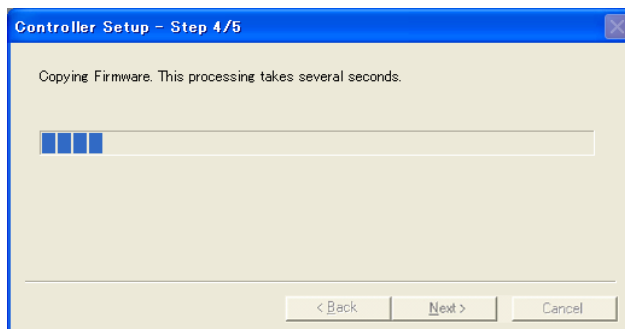 Controller Setup - Step 4/5
Copying Firmware. This processing takes several seconds.
< Back
Next >
Cancel